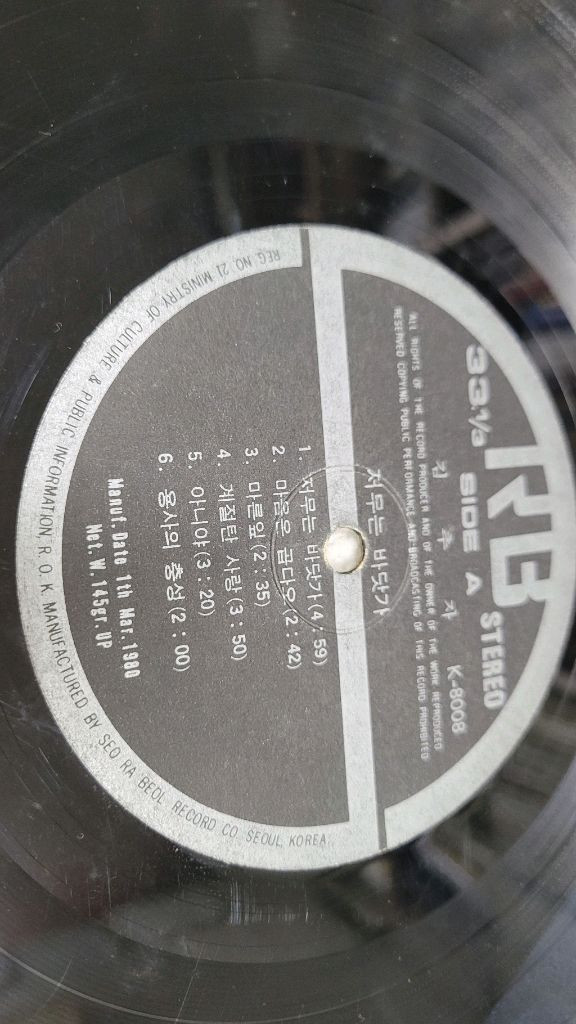 RB
STEREO
33⅓ SIDE A
김추자 K-8008
ALL RIGHTS OF THE RECORD PRODUCER AND OF THE OWNER OF THE WORK REPRODUCED
RESERVED COPYING PUBLIC PERFORMANCE AND BROADCASTING OF THIS RECORD PROHIBITED
저무는 바닷가
1. 저무는 바닷가(4:59)
2. 마음은 곱디오(2:42)
3. 마른잎(2:35)
4. 계절탄 사랑(3:50)
5. 아니야(3:20)
6. 용사의 충성(2:00)
Manuf. Date 1th Mar. 1980
Net. W. 145gr. UP
REG. NO. 21 MINISTRY OF CULTURE & PUBLIC INFORMATION, R. O. K. MANUFACTURED BY SEO RA BEOL RECORD CO SEOUL, KOREA